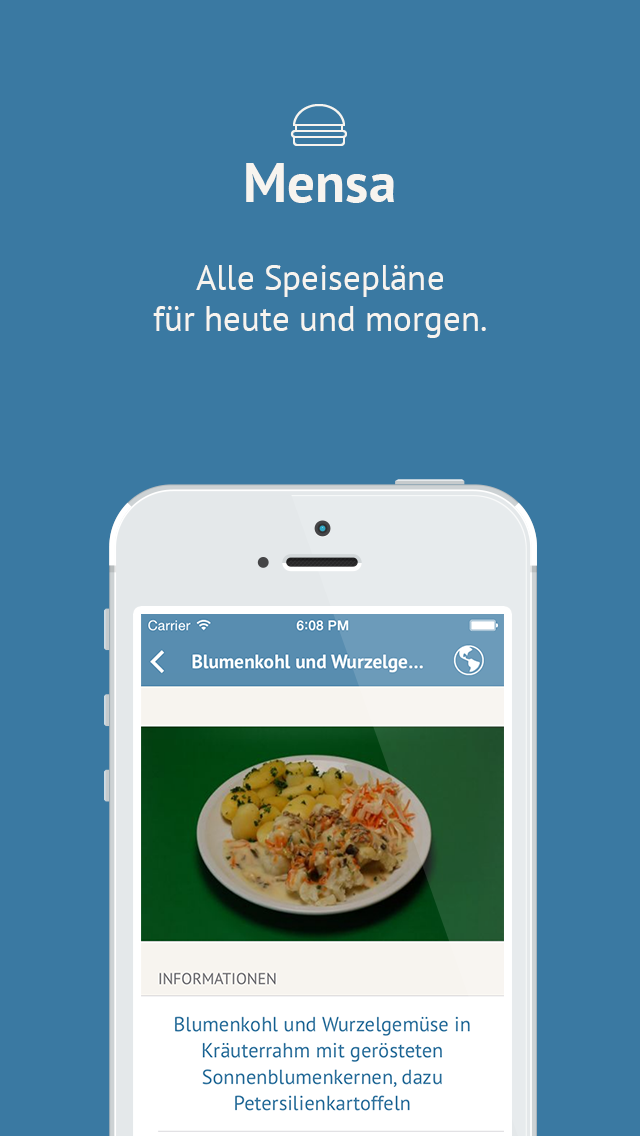 Mensa
Alle Speisepläne
für heute und morgen.
Carrier 6:08 PM
Blumenkohl und Wurzelge...
INFORMATIONEN
Blumenkohl und Wurzelgemüse in
Kräuterrahm mit gerösteten
Sonnenblumenkernen, dazu
Petersilienkartoffeln